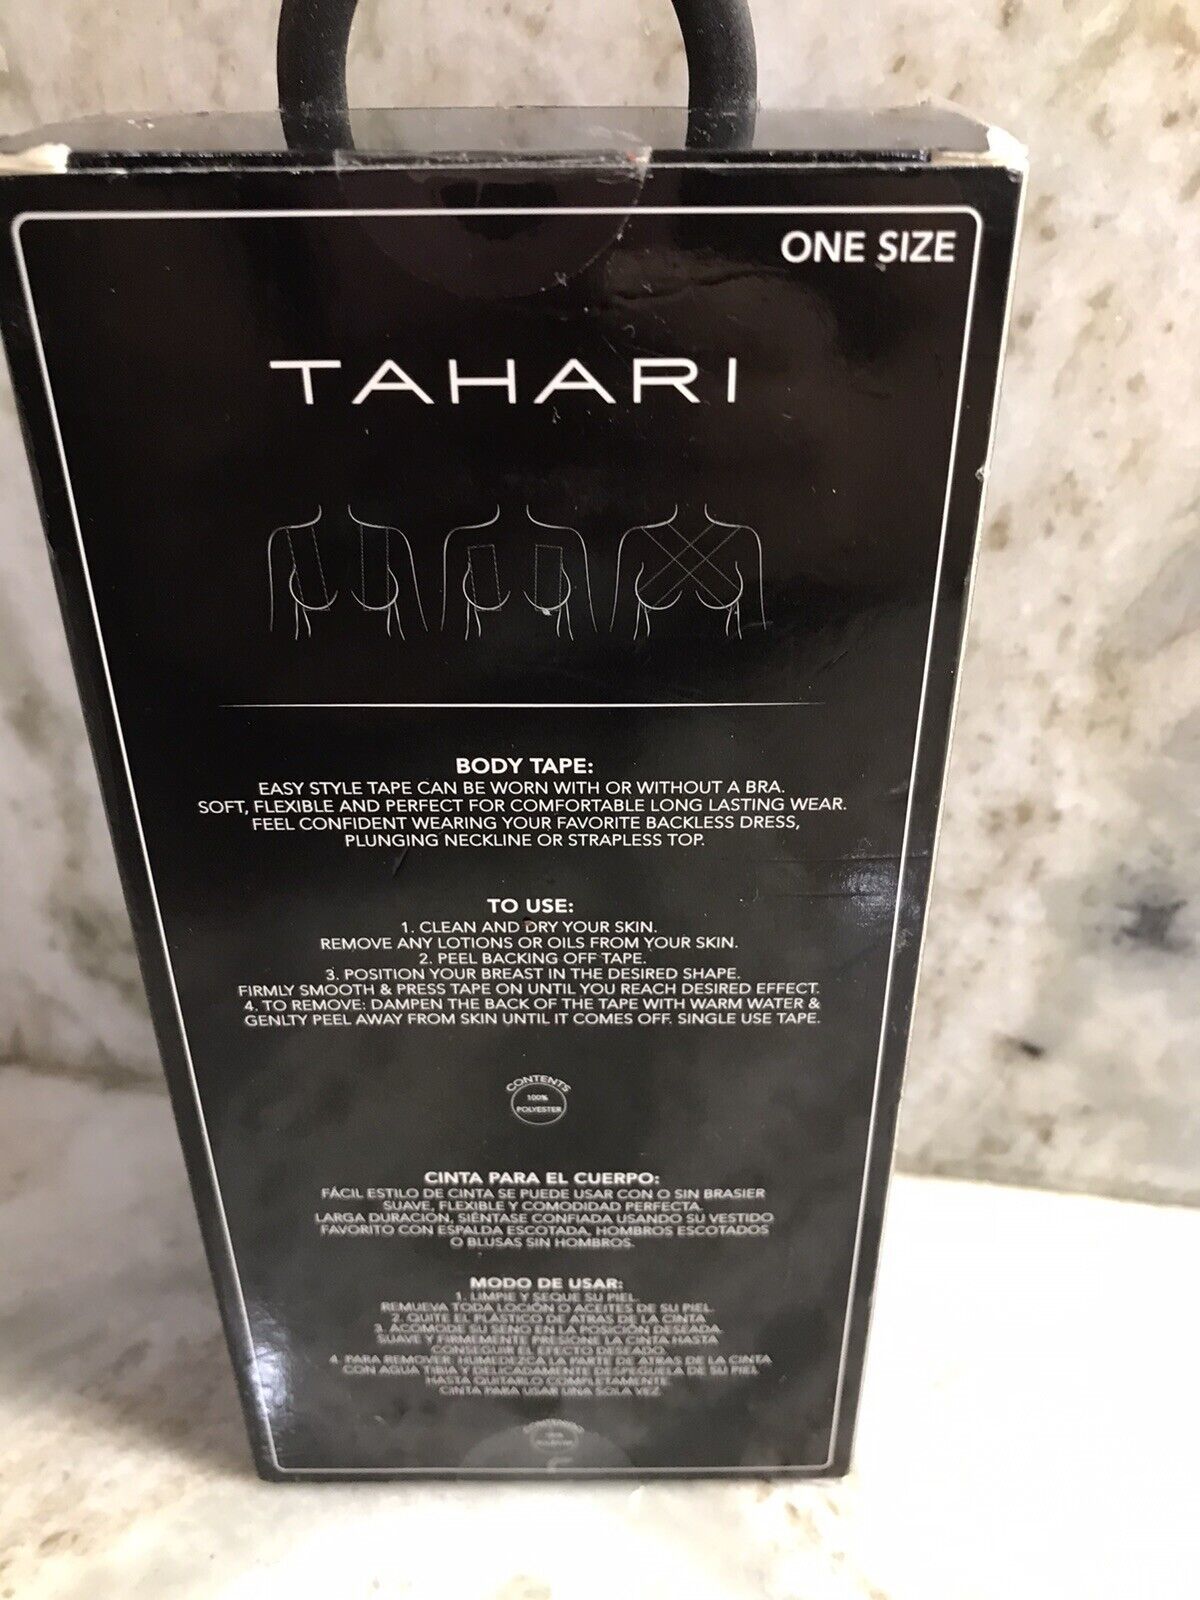 ONE SIZE
TAHARI
BODY TAPE:
EASY STYLE TAPE CAN BE WORN WITH OR WITHOUT A BRA.
SOFT, FLEXIBLE AND PERFECT FOR COMFORTABLE LONG LASTING WEAR.
FEEL CONFIDENT WEARING YOUR FAVORITE BACKLESS DRESS,
PLUNGING NECKLINE OR STRAPLESS TOP.
TO USE:
1. CLEAN AND DRY YOUR SKIN.
REMOVE ANY LOTIONS OR OILS FROM YOUR SKIN.
2. PEEL BACKING OFF TAPE.
3. POSITION YOUR BREAST IN THE DESIRED SHAPE.
FIRMLY SMOOTH & PRESS TAPE ON UNTIL YOU REACH DESIRED EFFECT.
4. TO REMOVE: DAMPEN THE BACK OF THE TAPE WITH WARM WATER &
GENLTY PEEL AWAY FROM SKIN UNTIL IT COMES OFF. SINGLE USE TAPE.
CONTENTS
100%
POLYESTER
CINTA PARA EL CUERPO:
FÁCIL ESTILO DE CINTA SE PUEDE USAR CON O SIN BRASIER
SUAVE, FLEXIBLE Y COMODIDAD PERFECTA.
LARGA DURACIÓN, SIÉNTASE CONFIADA USANDO SU VESTIDO
FAVORITO CON ESPALDA ESCOTADA, HOMBROS ESCOTADOS
O BLUSAS SIN HOMBROS.
MODO DE USAR:
1. LIMPIE Y SEQUE SU PIEL.
REMUEVA TODA LOCIÓN O ACEITES DE SU PIEL.
2. QUITE EL PLASTICO DE ATRAS DE LA CINTA
3. ACOMODE SU SENO EN LA POSICIÓN DESEADA.
SUAVE Y FIRMEMENTE PRESIONE LA CINTA HASTA
CONSEGUIR EL EFECTO DESEADO.
4. PARA REMOVER: HUMEDEZCA LA PARTE DE ATRAS DE LA CINTA
CON AGUA TIBIA Y DELICADAMENTE DESPEGUELA DE SU PIEL
HASTA QUITARLO COMPLETAMENTE.
CINTA PARA USAR UNA SOLA VEZ.